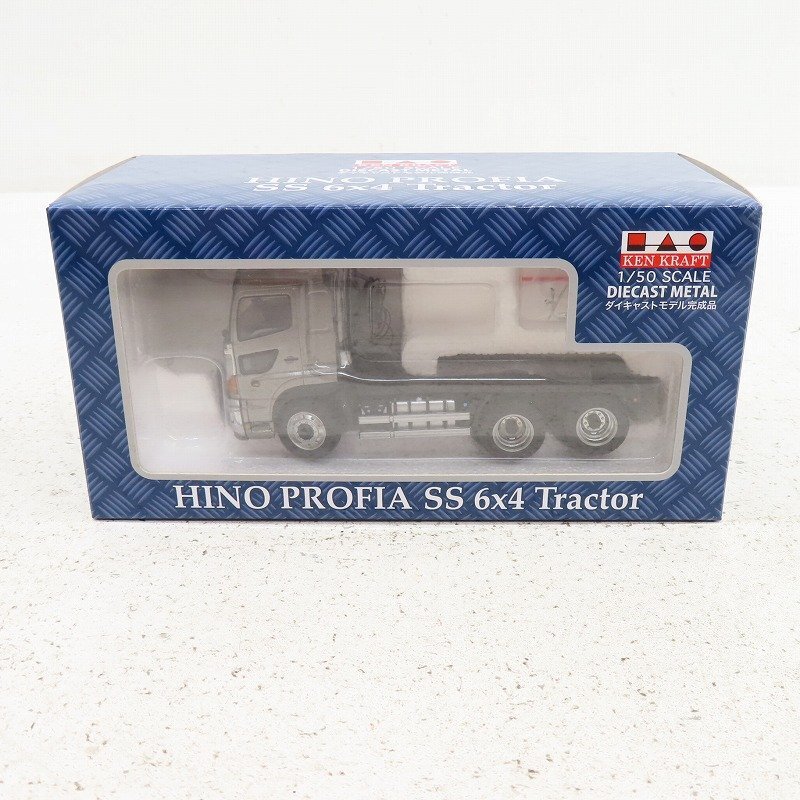 HINO PROFIA
SS 6x4 Tractor
KEN KRAFT
1/50 SCALE
DIECAST METAL
ダイキャストモデル完成品
HINO PROFIA SS 6x4 Tractor